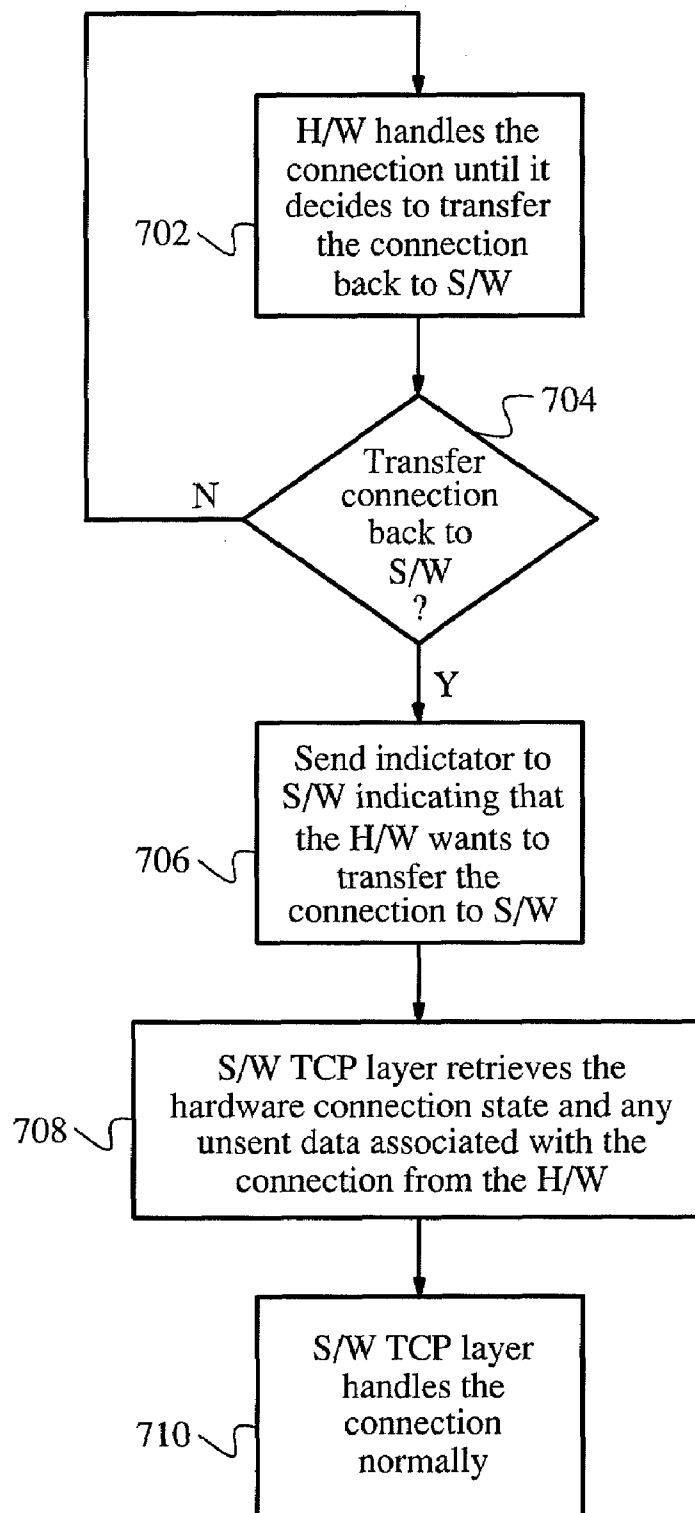 H/W handles the
connection until it
decides to transfer
the connection
back to S/W
702
704
Transfer
connection
back to
S/W
?
N
Y
Send indictator to
S/W indicating that
the H/W wants to
transfer the
connection to S/W
706
S/W TCP layer retrieves the
hardware connection state and any
unsent data associated with the
connection from the H/W
708
S/W TCP layer
handles the
connection
normally
710